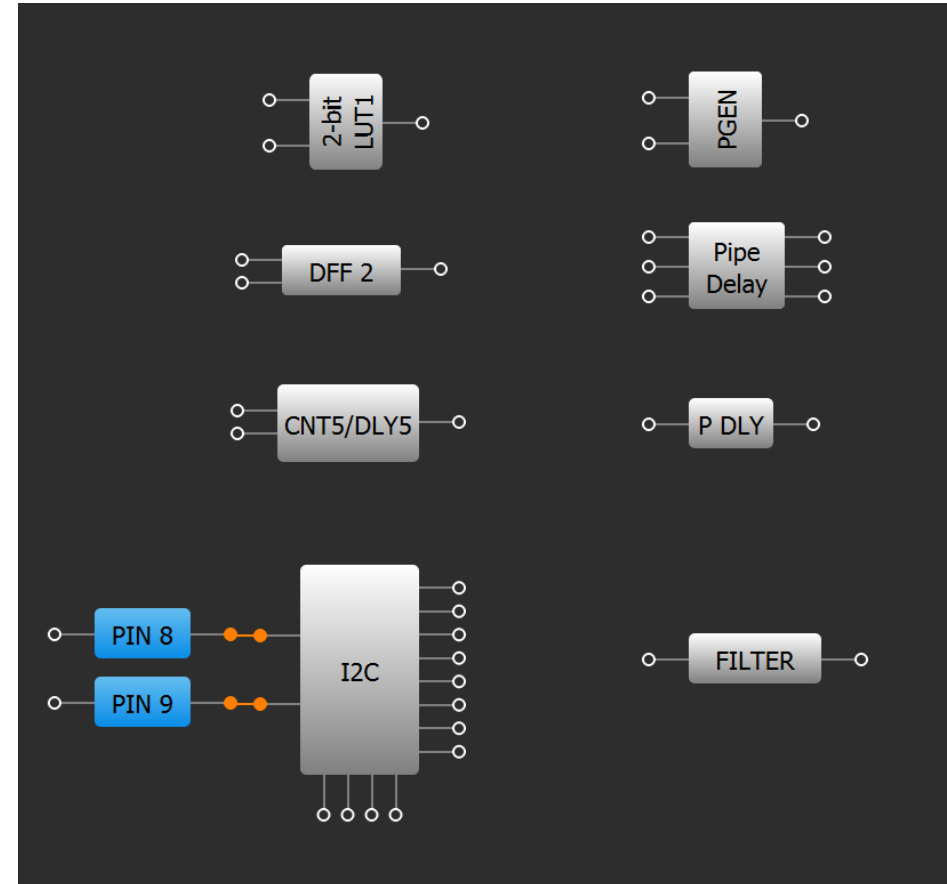 2-bit
LUT1
PGEN
DFF 2
Pipe
Delay
CNT5/DLY5
P DLY
PIN 8
PIN 9
I2C
FILTER